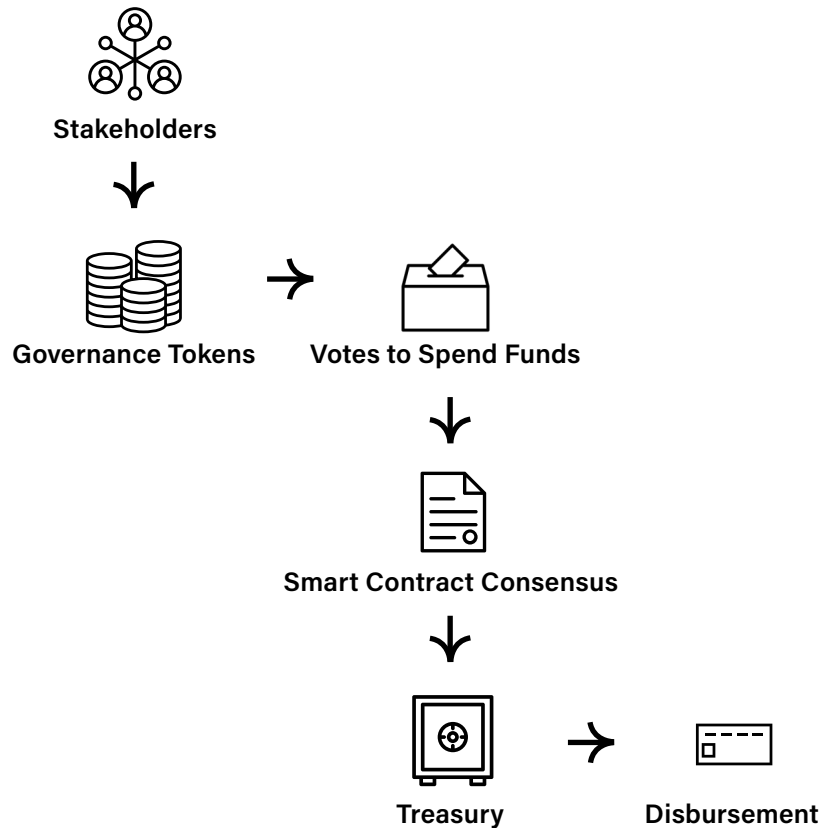 Stakeholders
Governance Tokens
Votes to Spend Funds
Smart Contract Consensus
Treasury
Disbursement